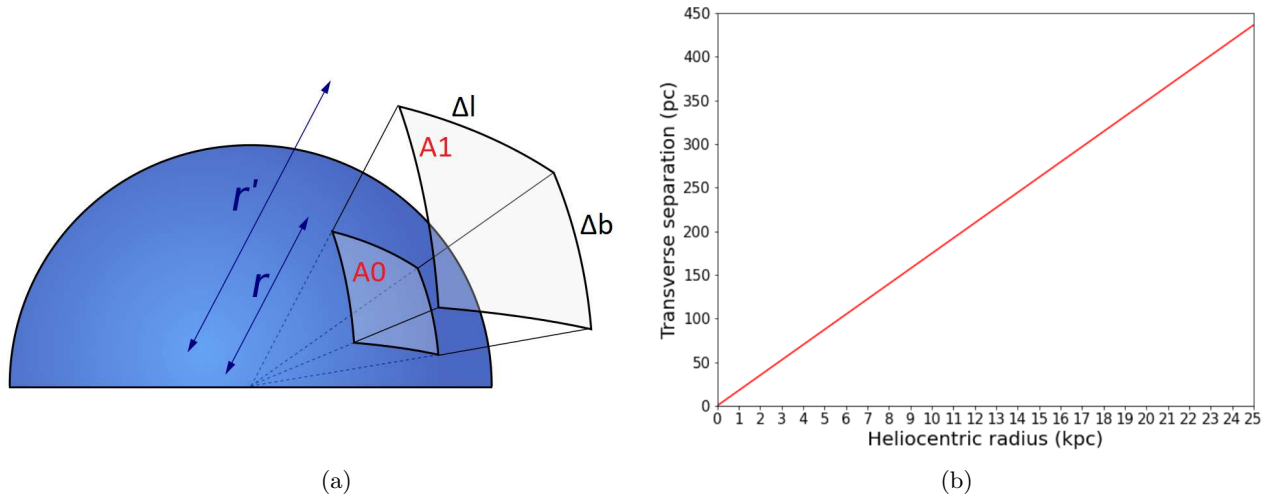 Δl
A1
r'
Δb
A0
r
(a)
450
400
350
300
250
200
150
100
50
0
Transverse separation (pc)
0 1 2 3 4 5 6 7 8 9 10 11 12 13 14 15 16 17 18 19 20 21 22 23 24 25
Heliocentric radius (kpc)
(b)